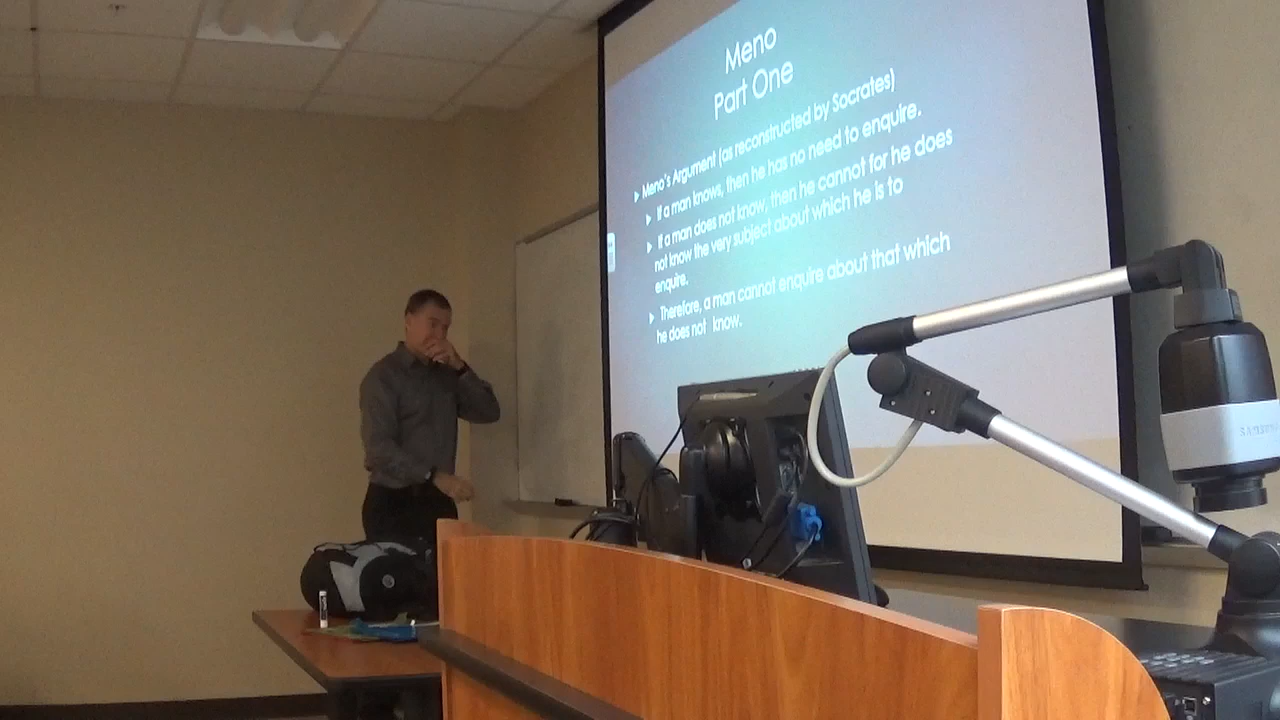 Meno
Part One
Meno's Argument (as reconstructed by Socrates)
If a man knows, then he has no need to enquire.
If a man does not know, then he cannot for he does
not know the very subject about which he is to
enquire.
Therefore, a man cannot enquire about that which
he does not know.
SAMSUNG